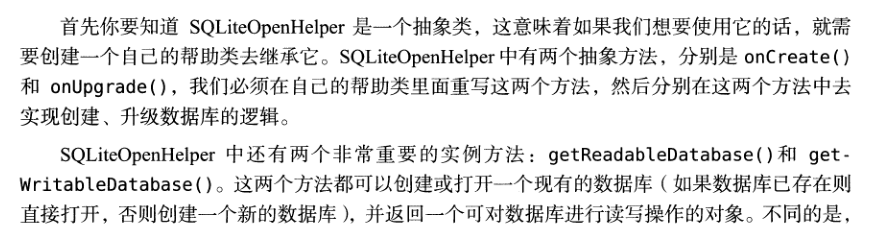 首先你要知道 SQLiteOpenHelper 是一个抽象类，这意味着如果我们想要使用它的话，就需
要创建一个自己的帮助类去继承它。SQLiteOpenHelper 中有两个抽象方法，分别是 onCreate()
和 onUpgrade()，我们必须在自己的帮助类里面重写这两个方法，然后分别在这两个方法中去
实现创建、升级数据库的逻辑。
SQLiteOpenHelper 中还有两个非常重要的实例方法：getReadableDatabase()和 get-
WritableDatabase()。这两个方法都可以创建或打开一个现有的数据库（如果数据库已存在则
直接打开，否则创建一个新的数据库），并返回一个可对数据库进行读写操作的对象。不同的是，